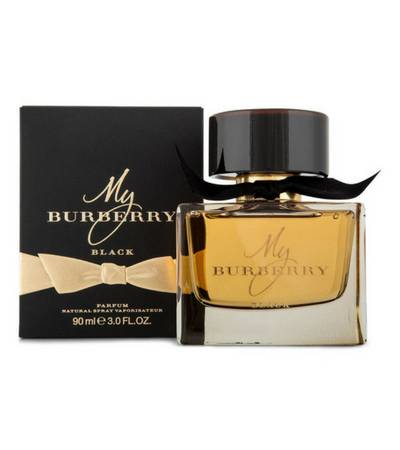 My
BURBERRY
BLACK
PARFUM
NATURAL SPRAY VAPORISATEUR
90 ml e 3.0 FL.OZ.
My
BURBERRY